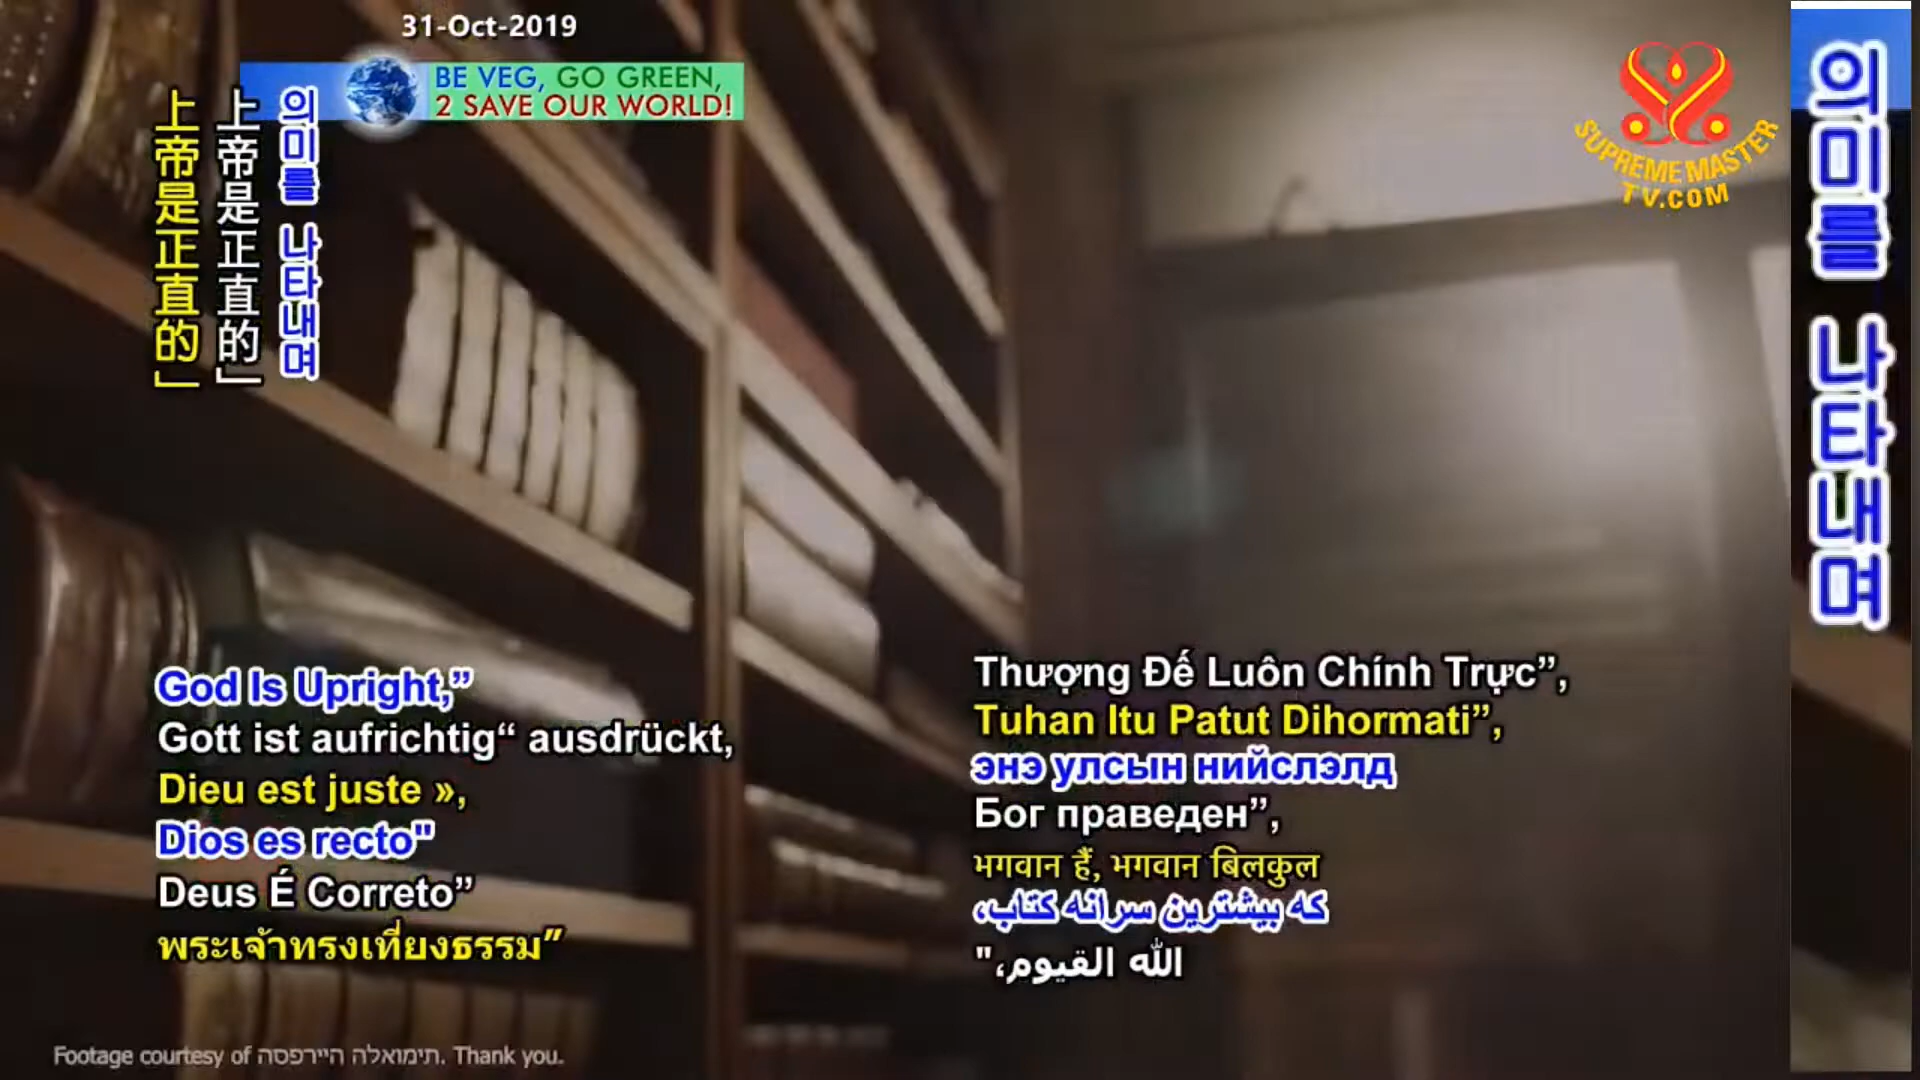 31-Oct-2019
BE VEG, GO GREEN,
2 SAVE OUR WORLD!
SUPREME MASTER
TV.COM
의미를 나타내며
上帝是正直的」
上帝是正直的」
의미를 나타내며
God Is Upright,”
Gott ist aufrichtig“ ausdrückt,
Dieu est juste »,
Dios es recto"
Deus É Correto”
พระเจ้าทรงเที่ยงธรรม”
Thượng Đế Luôn Chính Trực”,
Tuhan Itu Patut Dihormati”,
энэ улсын нийслэлд
Бог праведен”,
भगवान हैं, भगवान बिलकुल
که بیشترین سرانه کتاب،
الله القيوم،"
Footage courtesy of תימואלה היירפסה. Thank you.